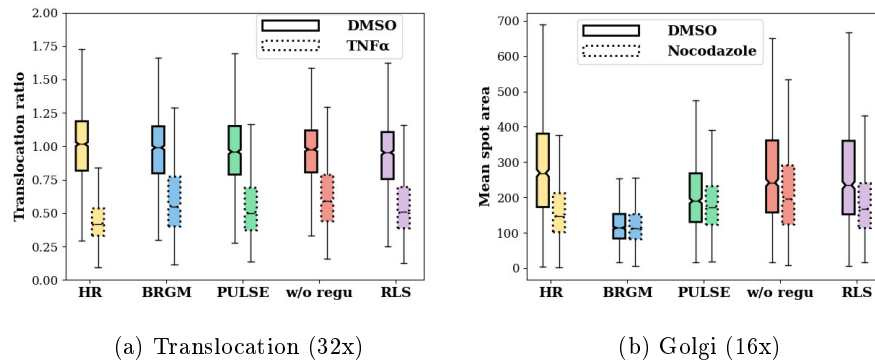 DMSO
TNFα
Translocation ratio
2.00
1.75
1.50
1.25
1.00
0.75
0.50
0.25
0.00
HR BRGM PULSE w/o regu RLS
(a) Translocation (32x)
DMSO
Nocodazole
Mean spot area
700
600
500
400
300
200
100
0
HR BRGM PULSE w/o regu RLS
(b) Golgi (16x)